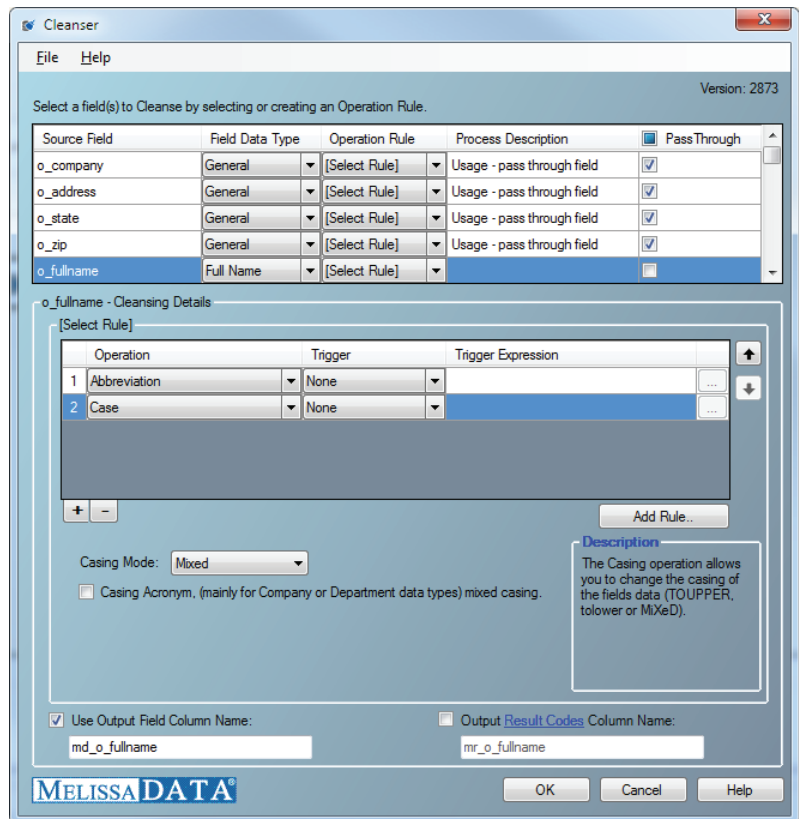 Cleanser
File Help
Version: 2873
Select a field(s) to Cleanse by selecting or creating an Operation Rule.
Source Field Field Data Type Operation Rule Process Description PassThrough
o_company General [Select Rule] Usage - pass through field
o_address General [Select Rule] Usage - pass through field
o_state General [Select Rule] Usage - pass through field
o_zip General [Select Rule] Usage - pass through field
o_fullname Full Name [Select Rule]
o_fullname - Cleansing Details
[Select Rule]
Operation Trigger Trigger Expression
1 Abbreviation None ...
2 Case None ...
+ -
Add Rule..
Casing Mode: Mixed
Casing Acronym, (mainly for Company or Department data types) mixed casing.
Description
The Casing operation allows
you to change the casing of
the fields data (TOUPPER,
tolower or MiXeD).
Use Output Field Column Name:
md_o_fullname
Output Result Codes Column Name:
mr_o_fullname
MELISSA DATA®
OK Cancel Help